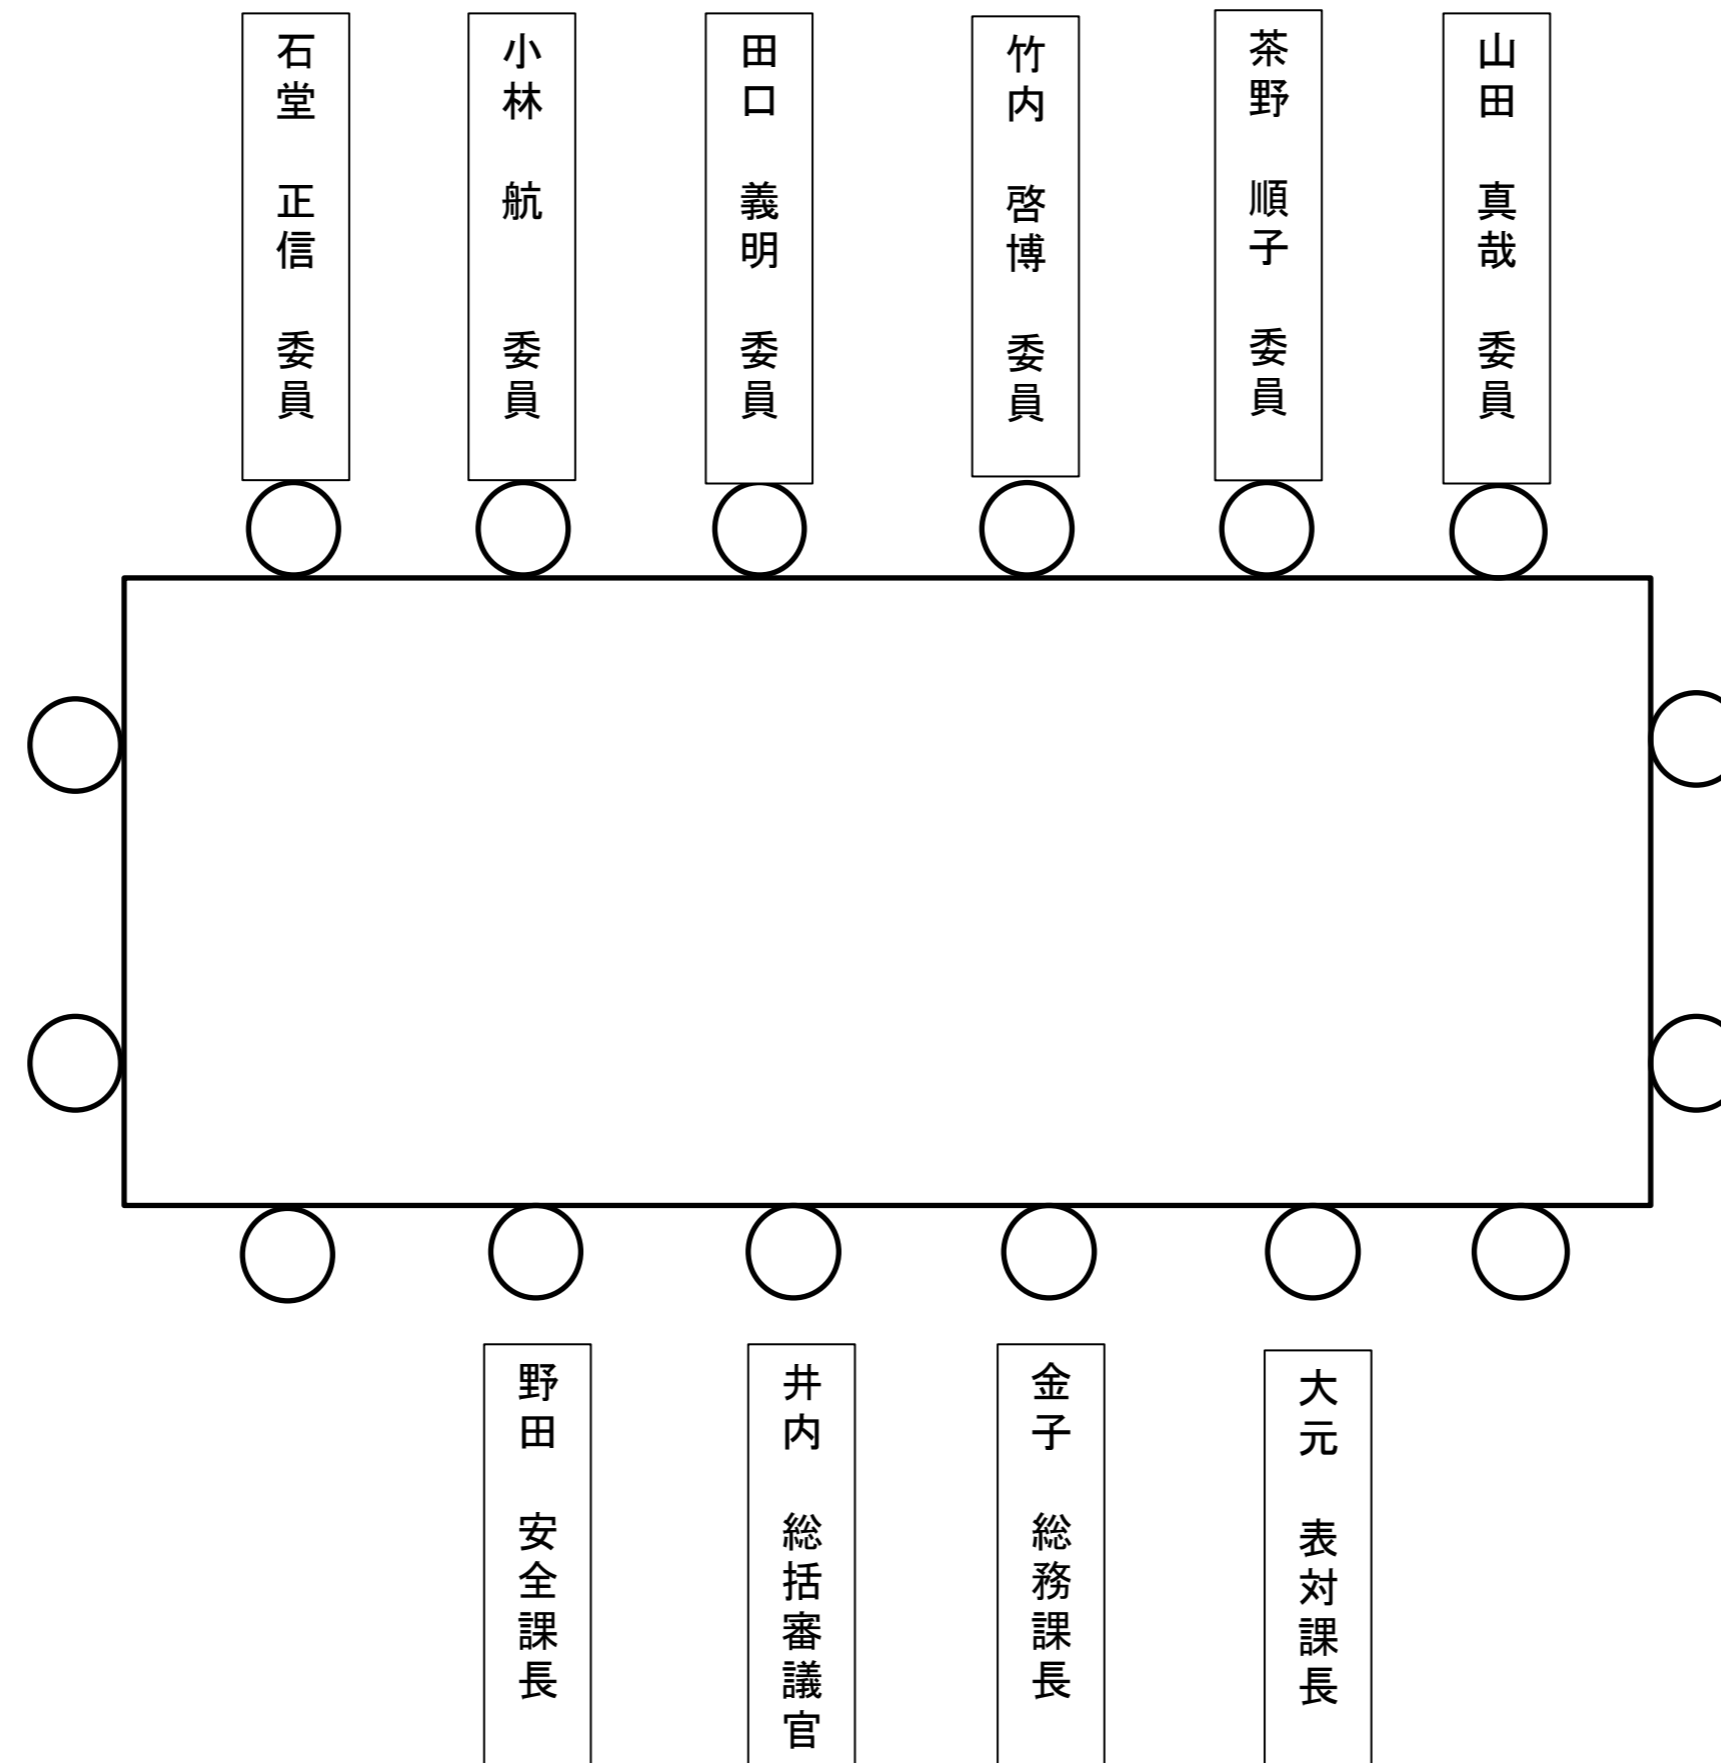 石堂　正信　委員
小林　航　委員
田口　義明　委員
竹内　啓博　委員
茶野　順子　委員
山田　真哉　委員
野田　安全課長
井内　総括審議官
金子　総務課長
大元　表対課長